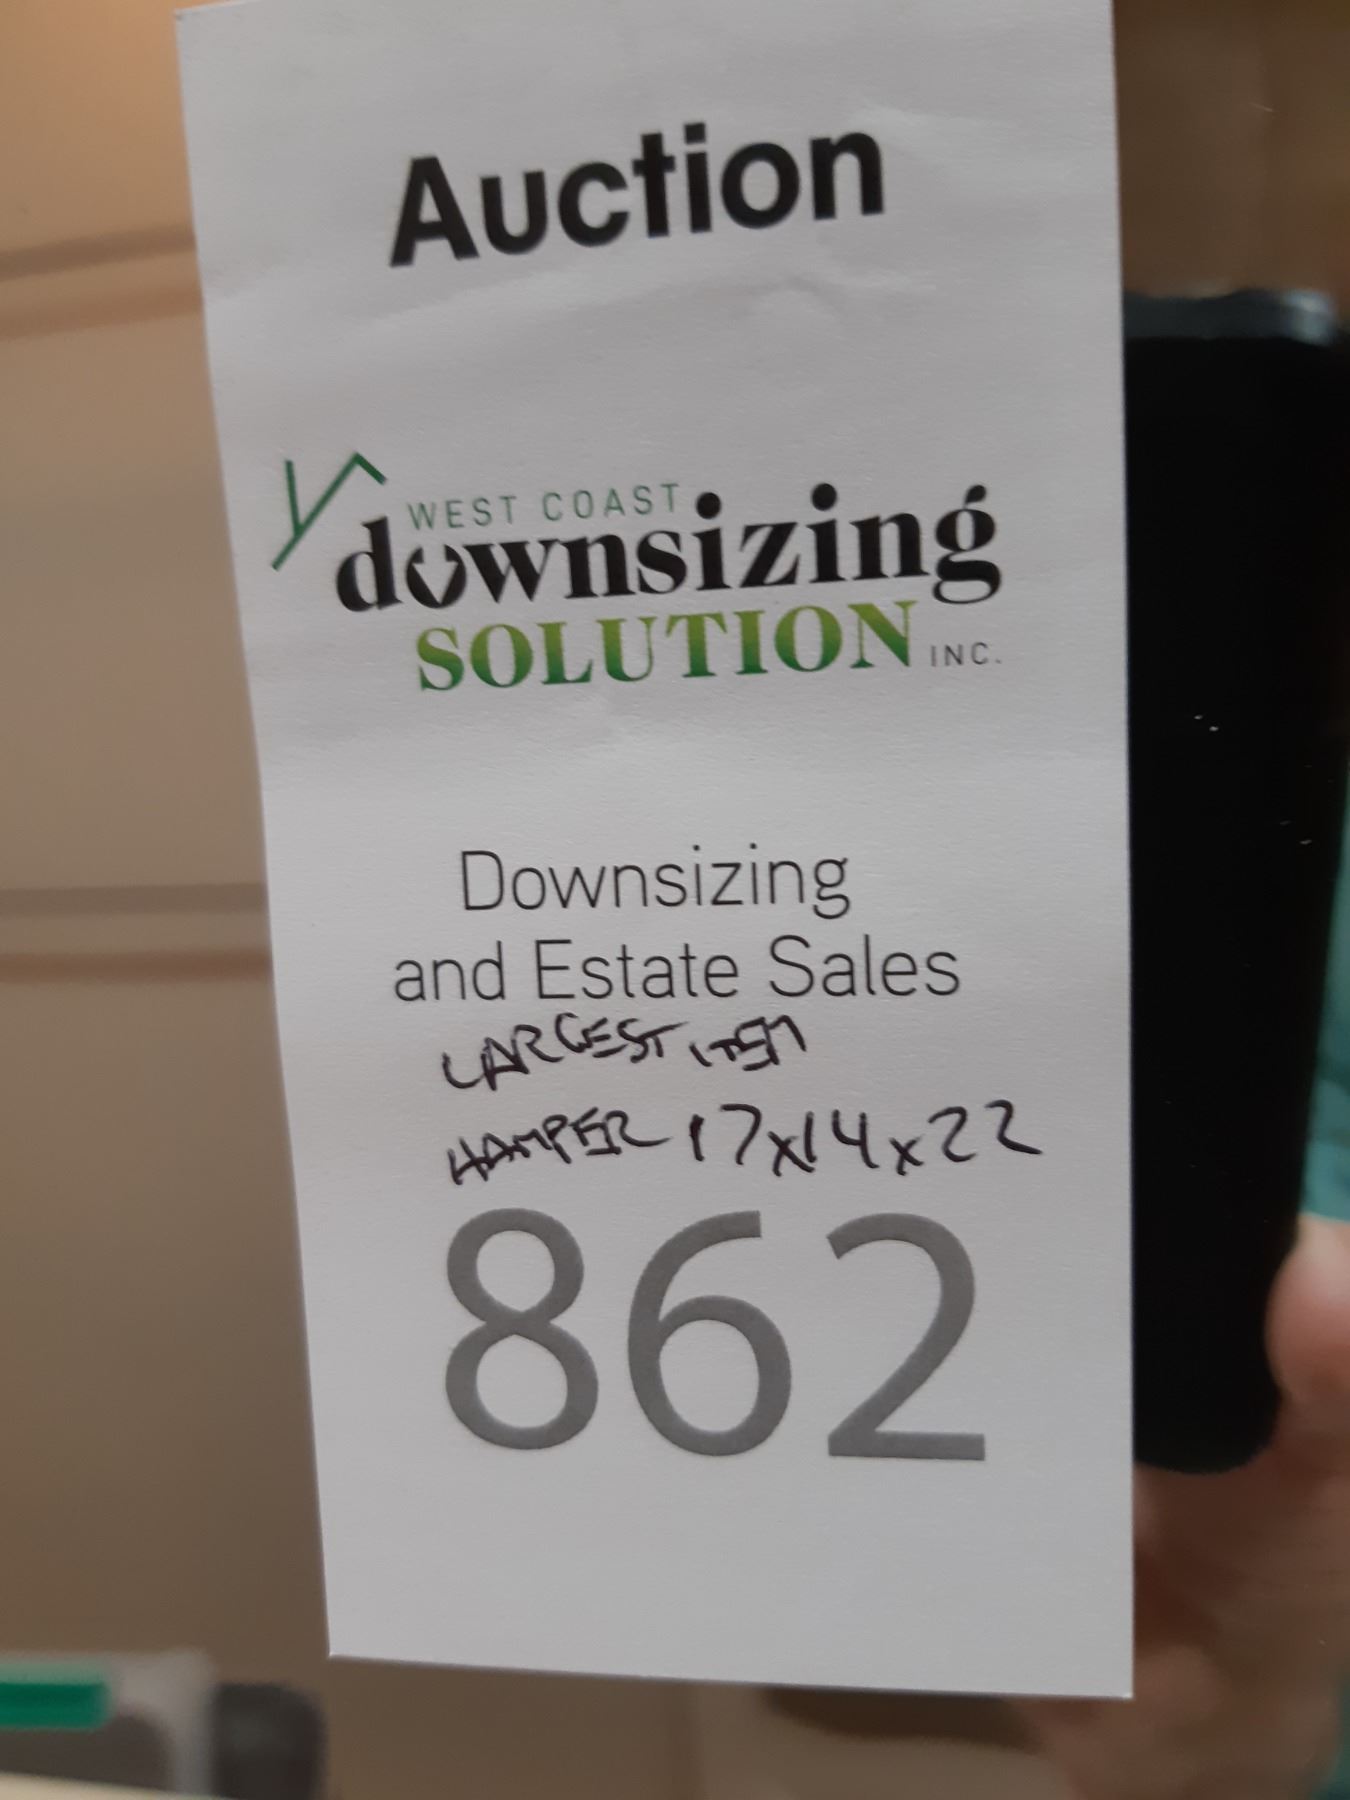 Auction
WEST COAST
downsizing
SOLUTION INC.
Downsizing
and Estate Sales
LARGEST ITEM
HAMPER 17x14x22
862